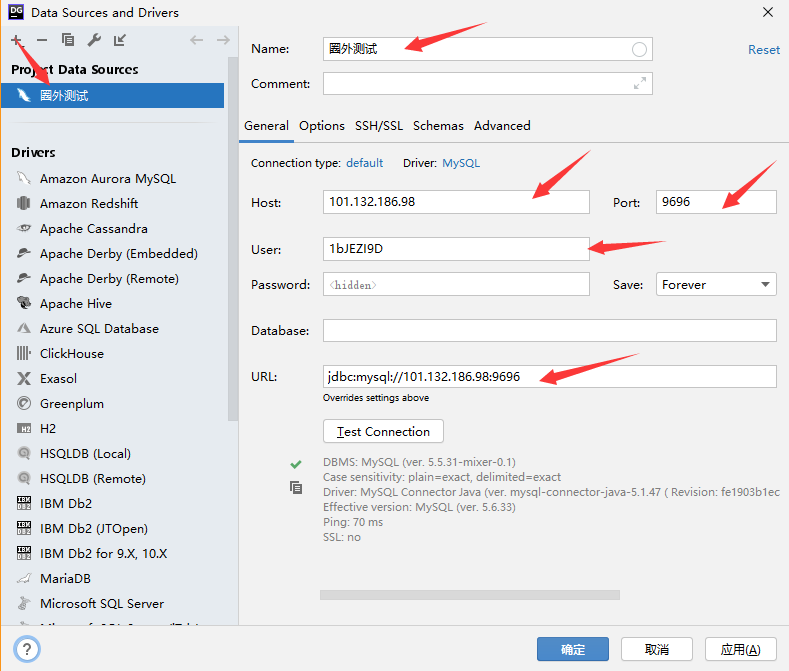 DG Data Sources and Drivers
Project Data Sources
圈外测试
Drivers
Amazon Aurora MySQL
Amazon Redshift
Apache Cassandra
Apache Derby (Embedded)
Apache Derby (Remote)
Apache Hive
Azure SQL Database
ClickHouse
Exasol
Greenplum
H2
HSQLDB (Local)
HSQLDB (Remote)
IBM Db2
IBM Db2 (JTOpen)
IBM Db2 for 9.X, 10.X
MariaDB
Microsoft SQL Server
Name: 圈外测试
Reset
Comment:
General Options SSH/SSL Schemas Advanced
Connection type: default Driver: MySQL
Host: 101.132.186.98 Port: 9696
User: 1bJEZI9D
Password: <hidden> Save: Forever
Database:
URL: jdbc:mysql://101.132.186.98:9696
Overrides settings above
Test Connection
DBMS: MySQL (ver. 5.5.31-mixer-0.1)
Case sensitivity: plain=exact, delimited=exact
Driver: MySQL Connector Java (ver. mysql-connector-java-5.1.47 ( Revision: fe1903b1ec
Effective version: MySQL (ver. 5.6.33)
Ping: 70 ms
SSL: no
? 确定 取消 应用(A)